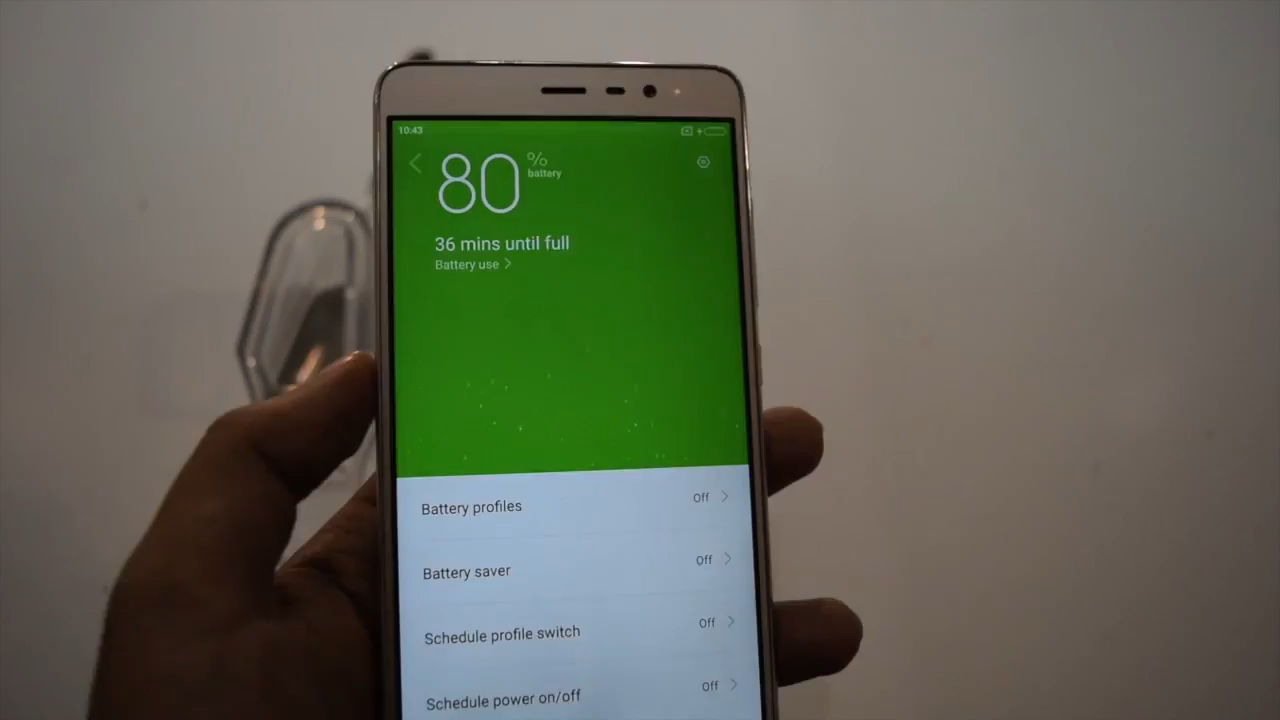 10:43
80 %
battery
36 mins until full
Battery use
Battery profiles Off
Battery saver Off
Schedule profile switch Off
Schedule power on/off Off